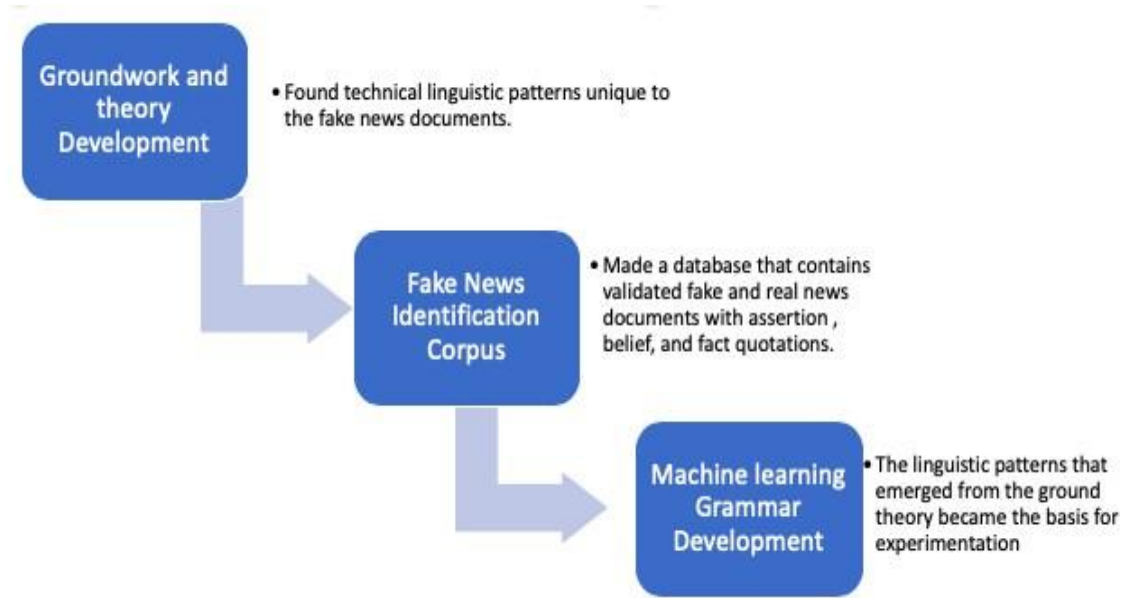 Groundwork and
theory
Development
• Found technical linguistic patterns unique to
the fake news documents.
Fake News
Identification
Corpus
• Made a database that contains
validated fake and real news
documents with assertion ,
belief, and fact quotations.
Machine learning
Grammar
Development
• The linguistic patterns that
emerged from the ground
theory became the basis for
experimentation